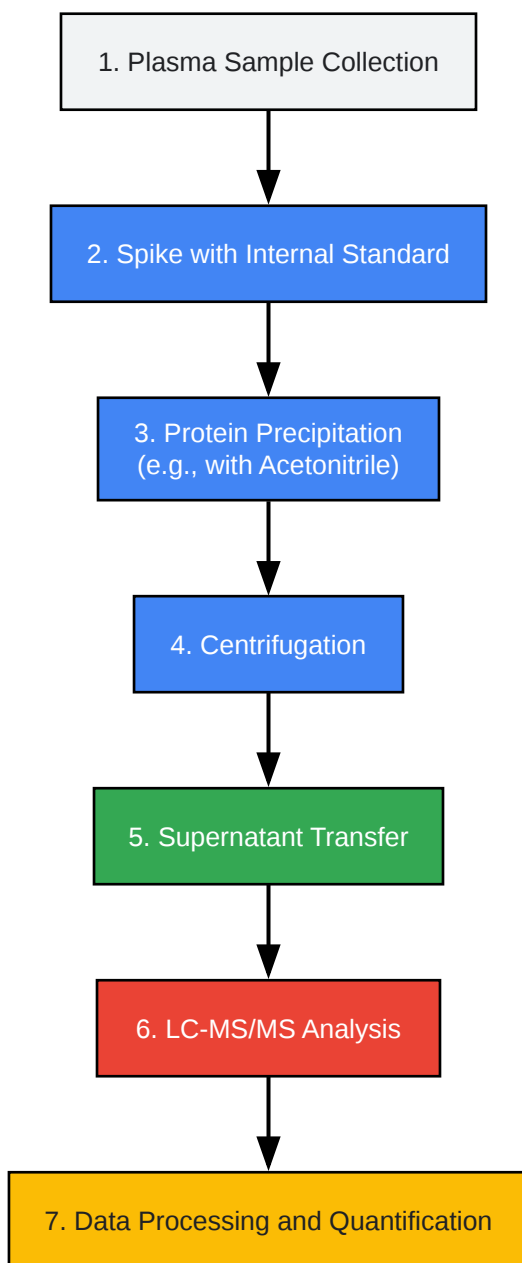 1. Plasma Sample Collection
2. Spike with Internal Standard
3. Protein Precipitation
(e.g., with Acetonitrile)
4. Centrifugation
5. Supernatant Transfer
6. LC-MS/MS Analysis
7. Data Processing and Quantification